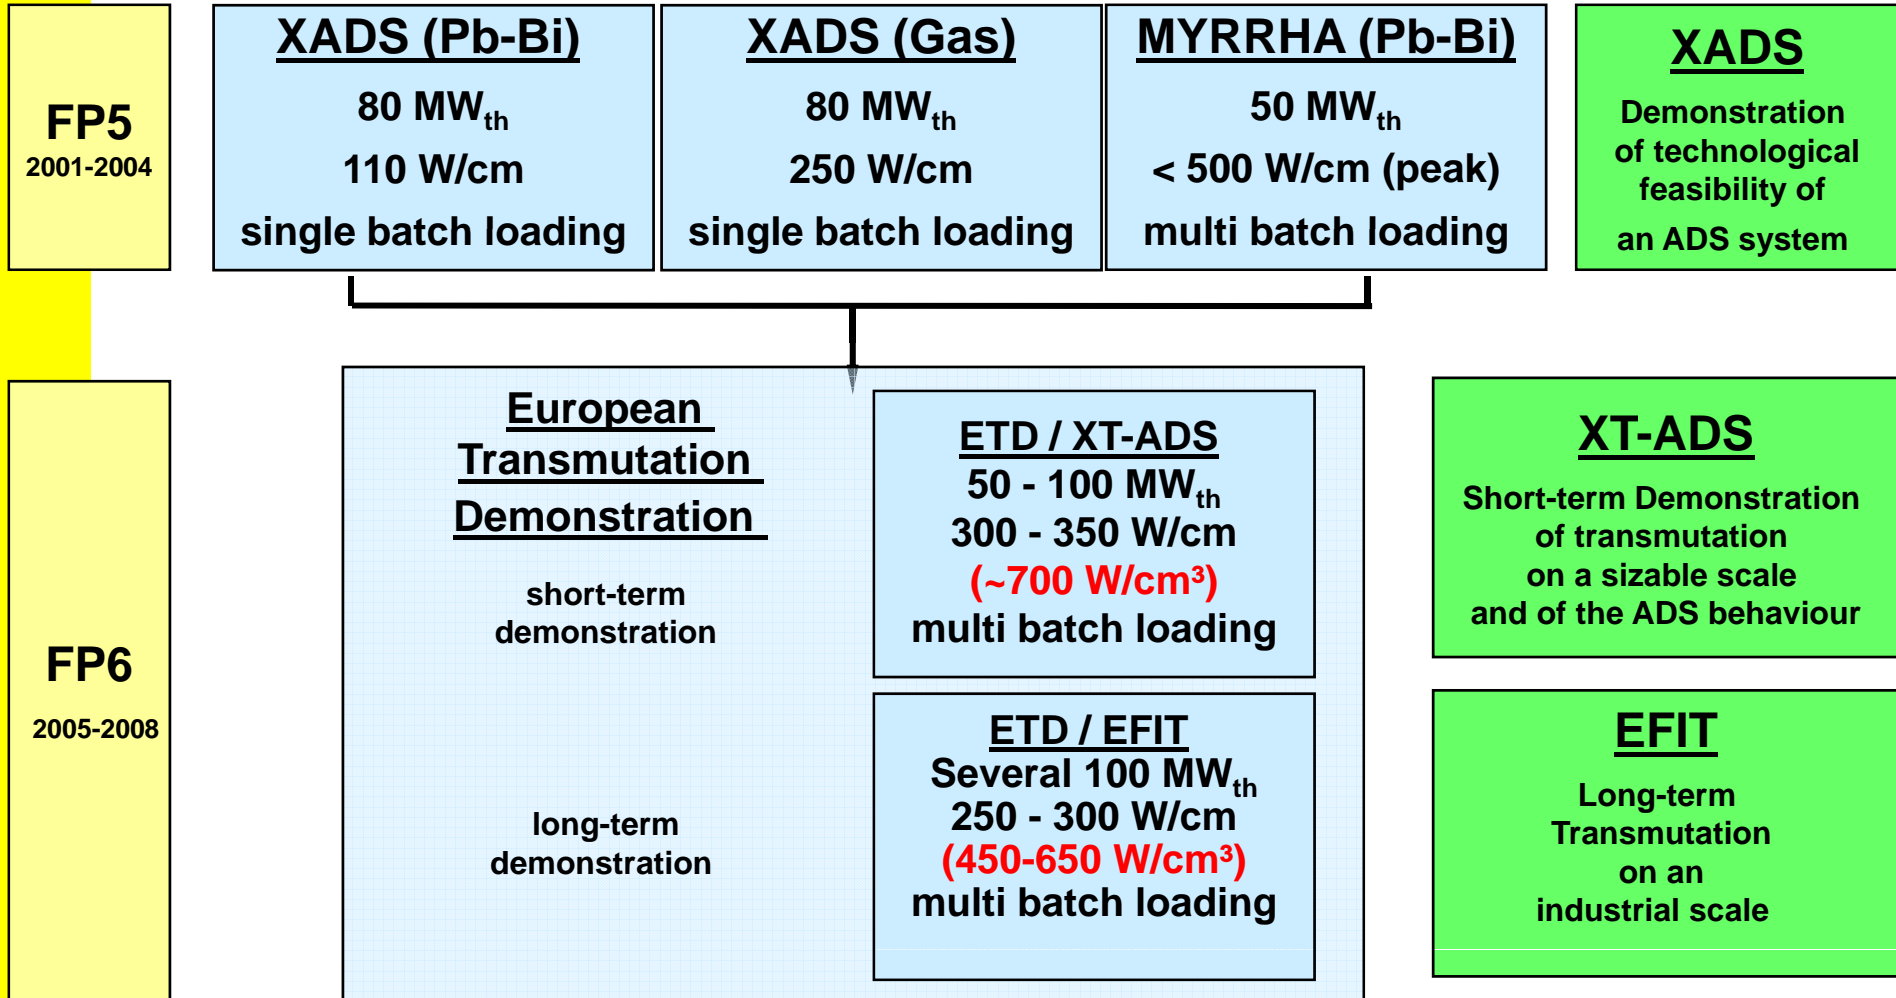 FP5
2001-2004
XADS (Pb-Bi)
80 MWth
110 W/cm
single batch loading
XADS (Gas)
80 MWth
250 W/cm
single batch loading
MYRRHA (Pb-Bi)
50 MWth
< 500 W/cm (peak)
multi batch loading
XADS
Demonstration
of technological
feasibility of
an ADS system
FP6
2005-2008
European
Transmutation
Demonstration
short-term
demonstration
long-term
demonstration
ETD / XT-ADS
50 - 100 MWth
300 - 350 W/cm
(~700 W/cm³)
multi batch loading
ETD / EFIT
Several 100 MWth
250 - 300 W/cm
(450-650 W/cm³)
multi batch loading
XT-ADS
Short-term Demonstration
of transmutation
on a sizable scale
and of the ADS behaviour
EFIT
Long-term
Transmutation
on an
industrial scale